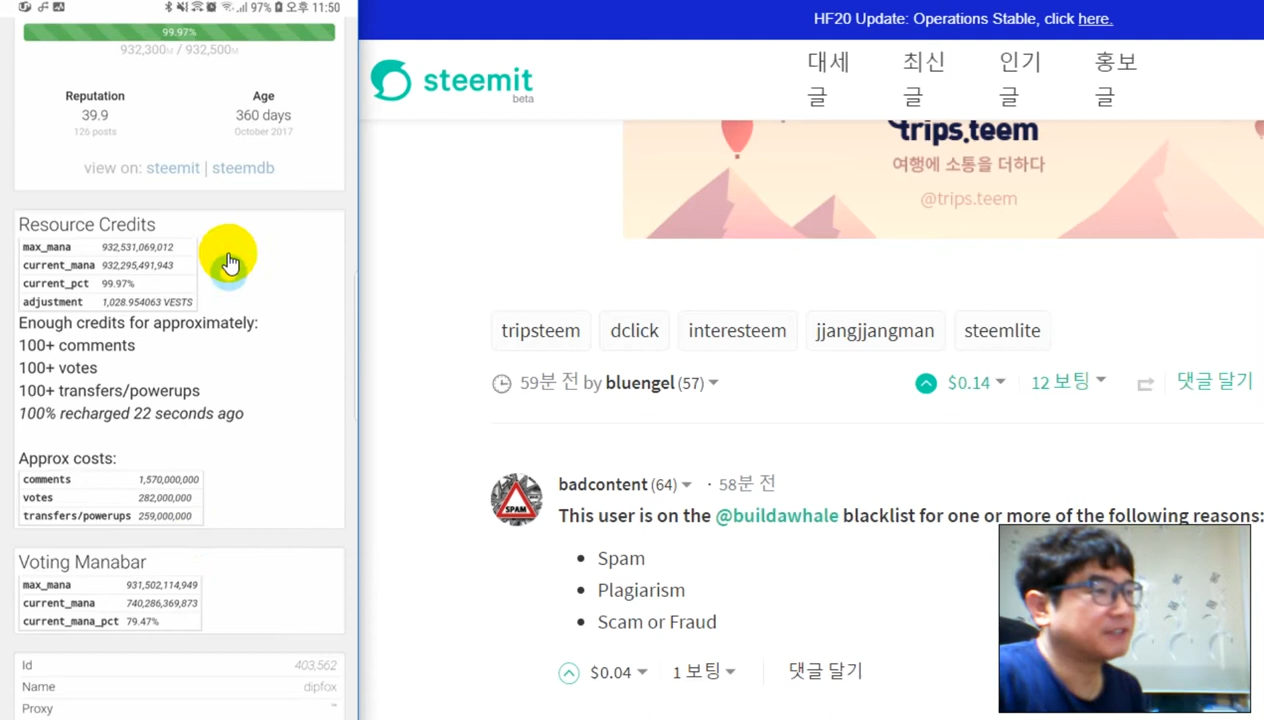 97% 오후 11:50
99.97%
932,300M / 932,500M
Reputation
39.9
126 posts
Age
360 days
October 2017
view on: steemit | steemdb
Resource Credits
max_mana 932,531,069,012
current_mana 932,295,491,943
current_pct 99.97%
adjustment 1,028.954063 VESTS
Enough credits for approximately:
100+ comments
100+ votes
100+ transfers/powerups
100% recharged 22 seconds ago
Approx costs:
comments 1,570,000,000
votes 282,000,000
transfers/powerups 259,000,000
Voting Manabar
max_mana 931,502,114,949
current_mana 740,286,369,873
current_mana_pct 79.47%
Id 403,562
Name dipfox
Proxy ""
HF20 Update: Operations Stable, click here.
steemit
beta
대세글
최신글
인기글
홍보글
trips.teem
여행에 소통을 더하다
@trips.teem
tripsteem dclick interesteem jjangjjangman steemlite
59분 전 by bluengel (57) $0.14 12 보팅 댓글 달기
badcontent (64) · 58분 전
This user is on the @buildawhale blacklist for one or more of the following reasons:
• Spam
• Plagiarism
• Scam or Fraud
$0.04 1 보팅 댓글 달기
SPAM